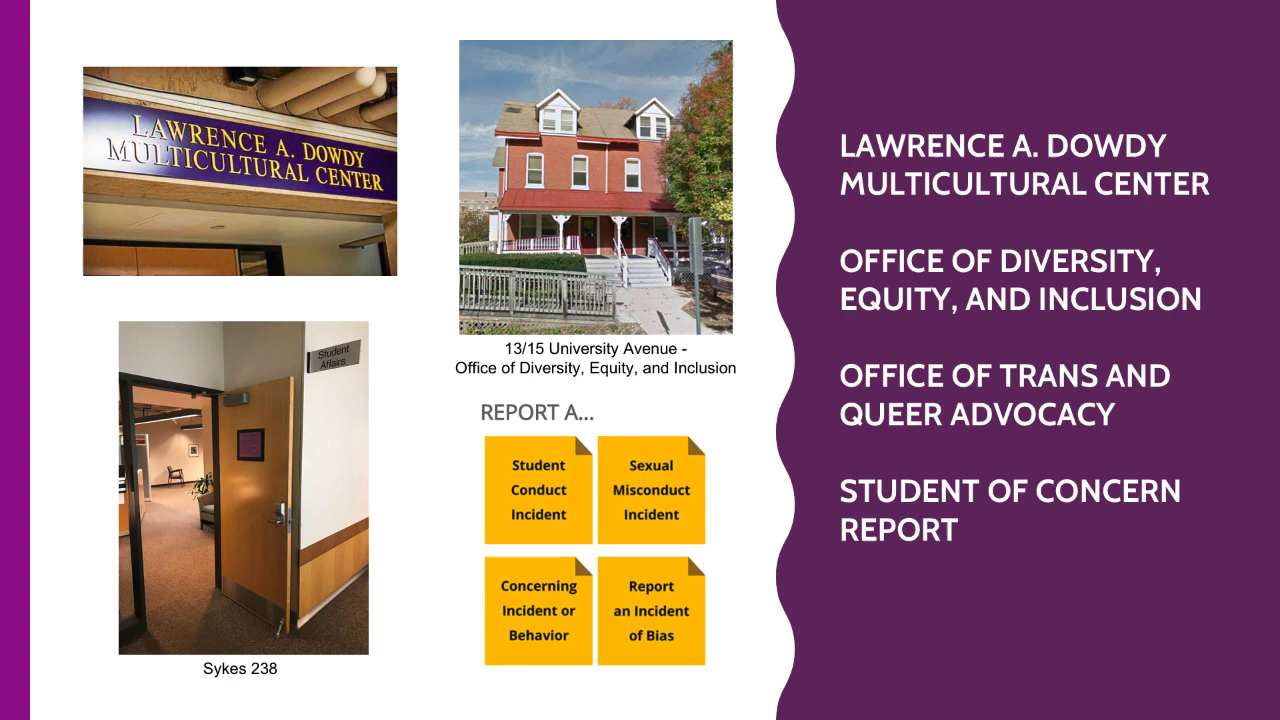 LAWRENCE A. DOWDY
MULTICULTURAL CENTER
Student
Affairs
Sykes 238
13/15 University Avenue -
Office of Diversity, Equity, and Inclusion
REPORT A...
Student
Conduct
Incident
Sexual
Misconduct
Incident
Concerning
Incident or
Behavior
Report
an Incident
of Bias
LAWRENCE A. DOWDY
MULTICULTURAL CENTER
OFFICE OF DIVERSITY,
EQUITY, AND INCLUSION
OFFICE OF TRANS AND
QUEER ADVOCACY
STUDENT OF CONCERN
REPORT